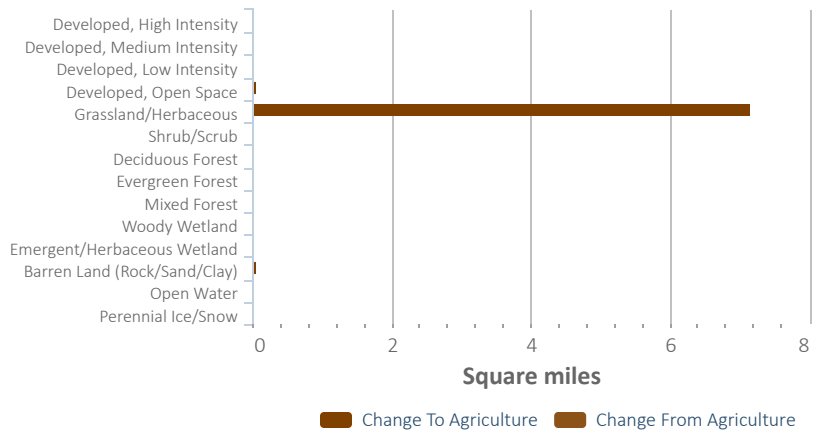 Developed, High Intensity
Developed, Medium Intensity
Developed, Low Intensity
Developed, Open Space
Grassland/Herbaceous
Shrub/Scrub
Deciduous Forest
Evergreen Forest
Mixed Forest
Woody Wetland
Emergent/Herbaceous Wetland
Barren Land (Rock/Sand/Clay)
Open Water
Perennial Ice/Snow
0 2 4 6 8
Square miles
Change To Agriculture Change From Agriculture